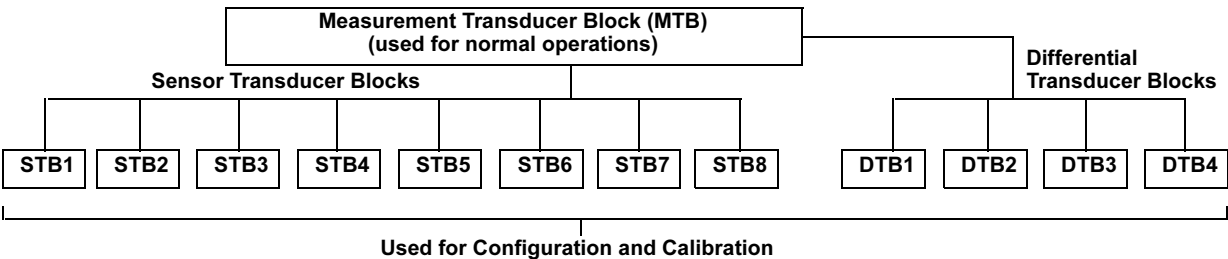 Measurement Transducer Block (MTB)
(used for normal operations)
Differential
Transducer Blocks
Sensor Transducer Blocks
STB1 STB2 STB3 STB4 STB5 STB6 STB7 STB8 DTB1 DTB2 DTB3 DTB4
Used for Configuration and Calibration